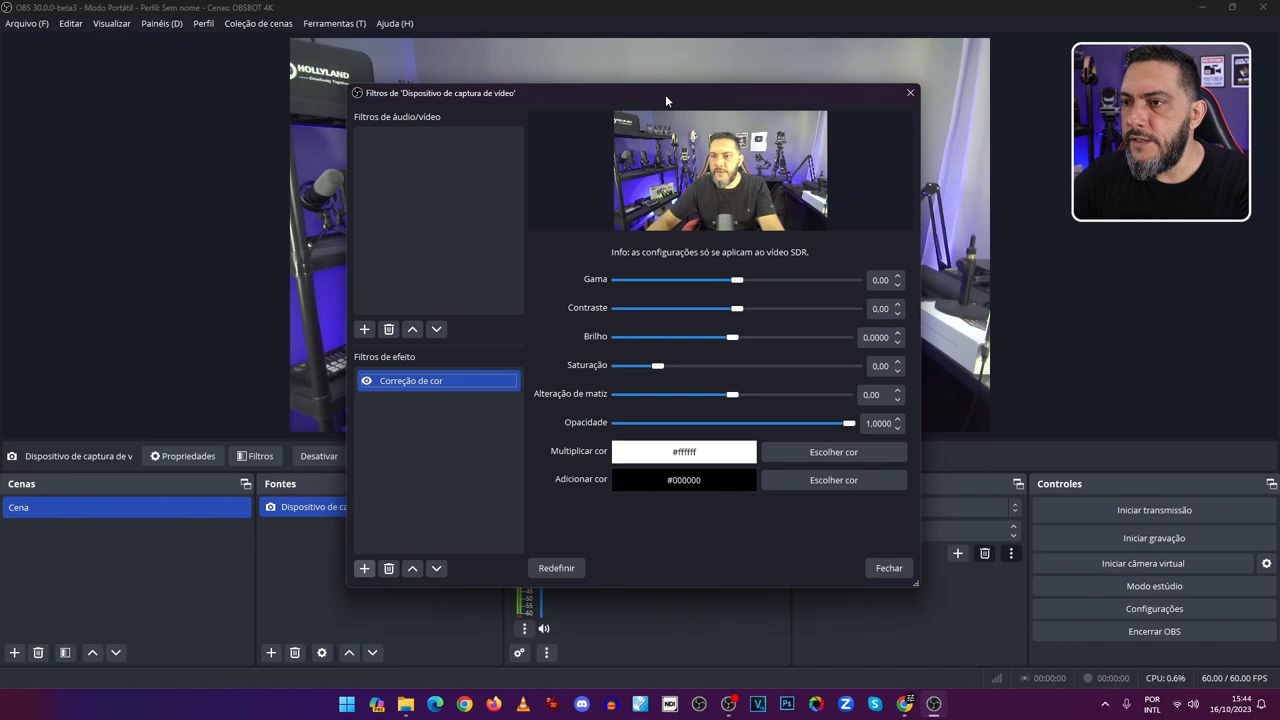 OBS 30.0.0-beta3 - Modo Portátil - Perfil: Sem nome - Cenas: OBSBOT 4K
Arquivo (F) Editar Visualizar Painéis (D) Perfil Coleção de cenas Ferramentas (T) Ajuda (H)
HOLLYLAND
Filtros de 'Dispositivo de captura de vídeo'
Filtros de áudio/vídeo
Info: as configurações só se aplicam ao vídeo SDR.
Gama 0,00
Contraste 0,00
Brilho 0,0000
Saturação 0,00
Alteração de matiz 0,00
Opacidade 1,0000
Multiplicar cor #ffffff Escolher cor
Adicionar cor #000000 Escolher cor
Filtros de efeito
Correção de cor
Redefinir Fechar
Dispositivo de captura de v Propriedades Filtros Desativar
Cenas
Cena
Fontes
Dispositivo de ca
-45
-50
-55
-60
Controles
Iniciar transmissão
Iniciar gravação
Iniciar câmera virtual
Modo estúdio
Configurações
Encerrar OBS
00:00:00 00:00:00 CPU: 0.6% 60.00 / 60.00 FPS
NDI
POR
INTL
15:44
16/10/2023